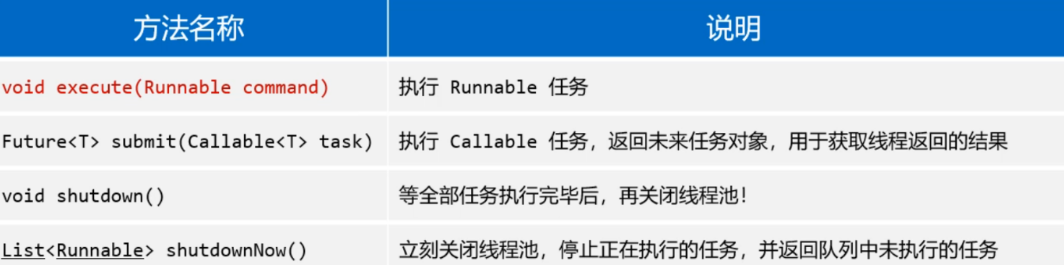 方法名称 说明
void execute(Runnable command) 执行 Runnable 任务
Future<T> submit(Callable<T> task) 执行 Callable 任务，返回未来任务对象，用于获取线程返回的结果
void shutdown() 等全部任务执行完毕后，再关闭线程池！
List<Runnable> shutdownNow() 立刻关闭线程池，停止正在执行的任务，并返回队列中未执行的任务